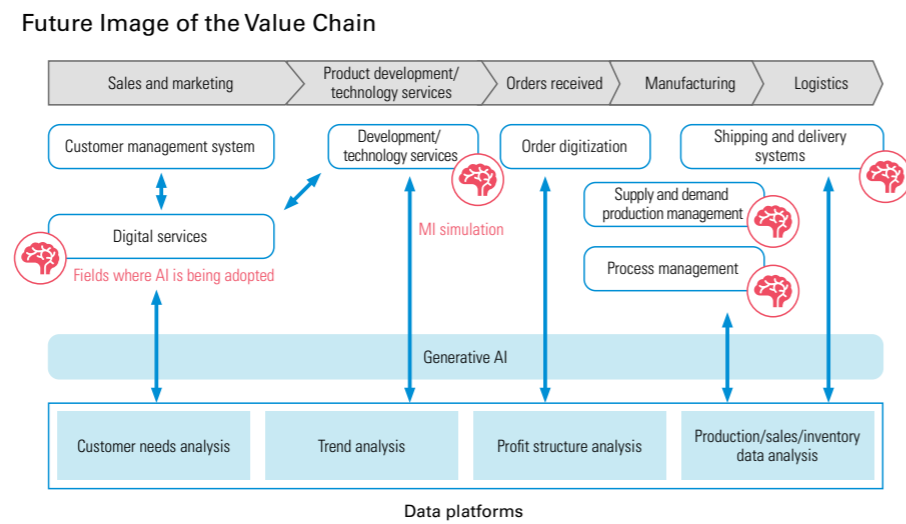 Future Image of the Value Chain
Sales and marketing
Product development/
technology services
Orders received
Manufacturing
Logistics
Customer management system
Development/
technology services
Order digitization
Shipping and delivery
systems
Supply and demand
production management
Digital services
MI simulation
Process management
Fields where AI is being adopted
Generative AI
Customer needs analysis
Trend analysis
Profit structure analysis
Production/sales/inventory
data analysis
Data platforms